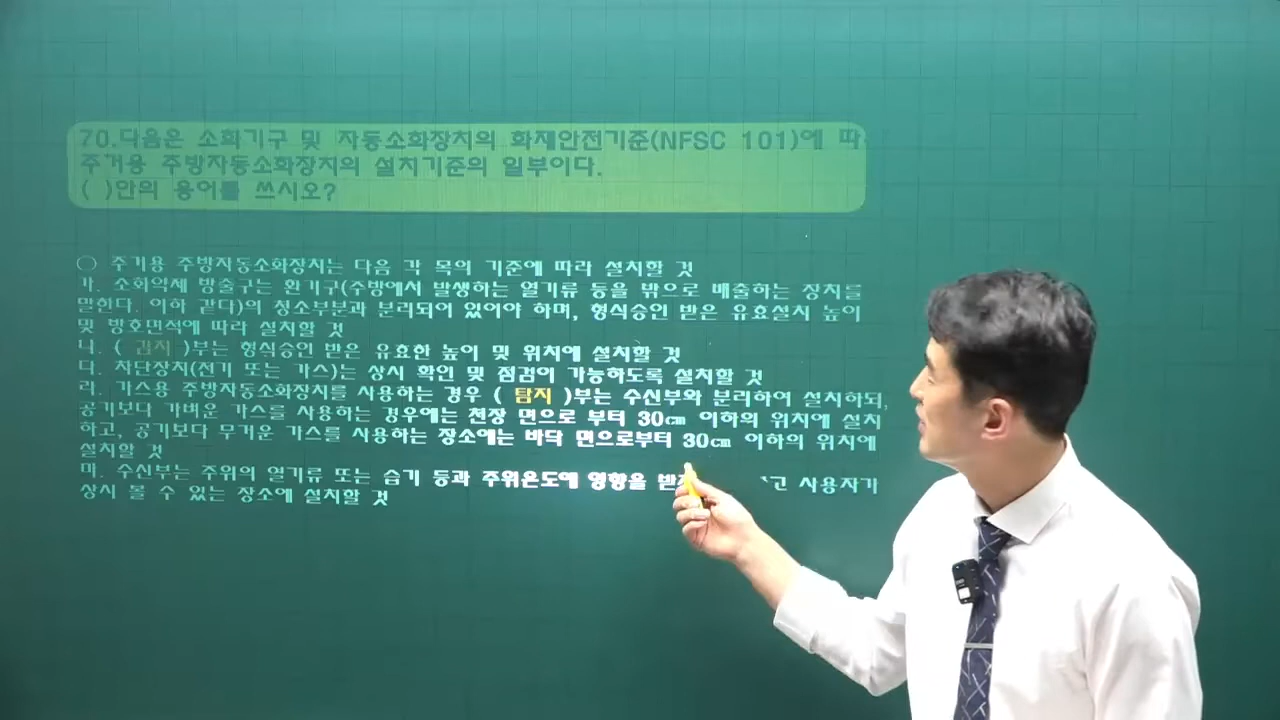 70.다음은 소화기구 및 자동소화장치의 화재안전기준(NFSC 101)에 따
주거용 주방자동소화장치의 설치기준의 일부이다.
( )안의 용어를 쓰시오?
○ 주거용 주방자동소화장치는 다음 각 목의 기준에 따라 설치할 것
가. 소화약제 방출구는 환기구(주방에서 발생하는 열기류 등을 밖으로 배출하는 장치를
말한다. 이하 같다)의 청소부분과 분리되어 있어야 하며, 형식승인 받은 유효설치 높이
및 방호면적에 따라 설치할 것
나. ( 감지 )부는 형식승인 받은 유효한 높이 및 위치에 설치할 것
다. 차단장치(전기 또는 가스)는 상시 확인 및 점검이 가능하도록 설치할 것
라. 가스용 주방자동소화장치를 사용하는 경우 ( 탐지 )부는 수신부와 분리하여 설치하되,
공기보다 가벼운 가스를 사용하는 경우에는 천장 면으로 부터 30㎝ 이하의 위치에 설치
하고, 공기보다 무거운 가스를 사용하는 장소에는 바닥 면으로부터 30㎝ 이하의 위치에
설치할 것
마. 수신부는 주위의 열기류 또는 습기 등과 주위온도에 영향을 받지 고 사용자가
상시 볼 수 있는 장소에 설치할 것